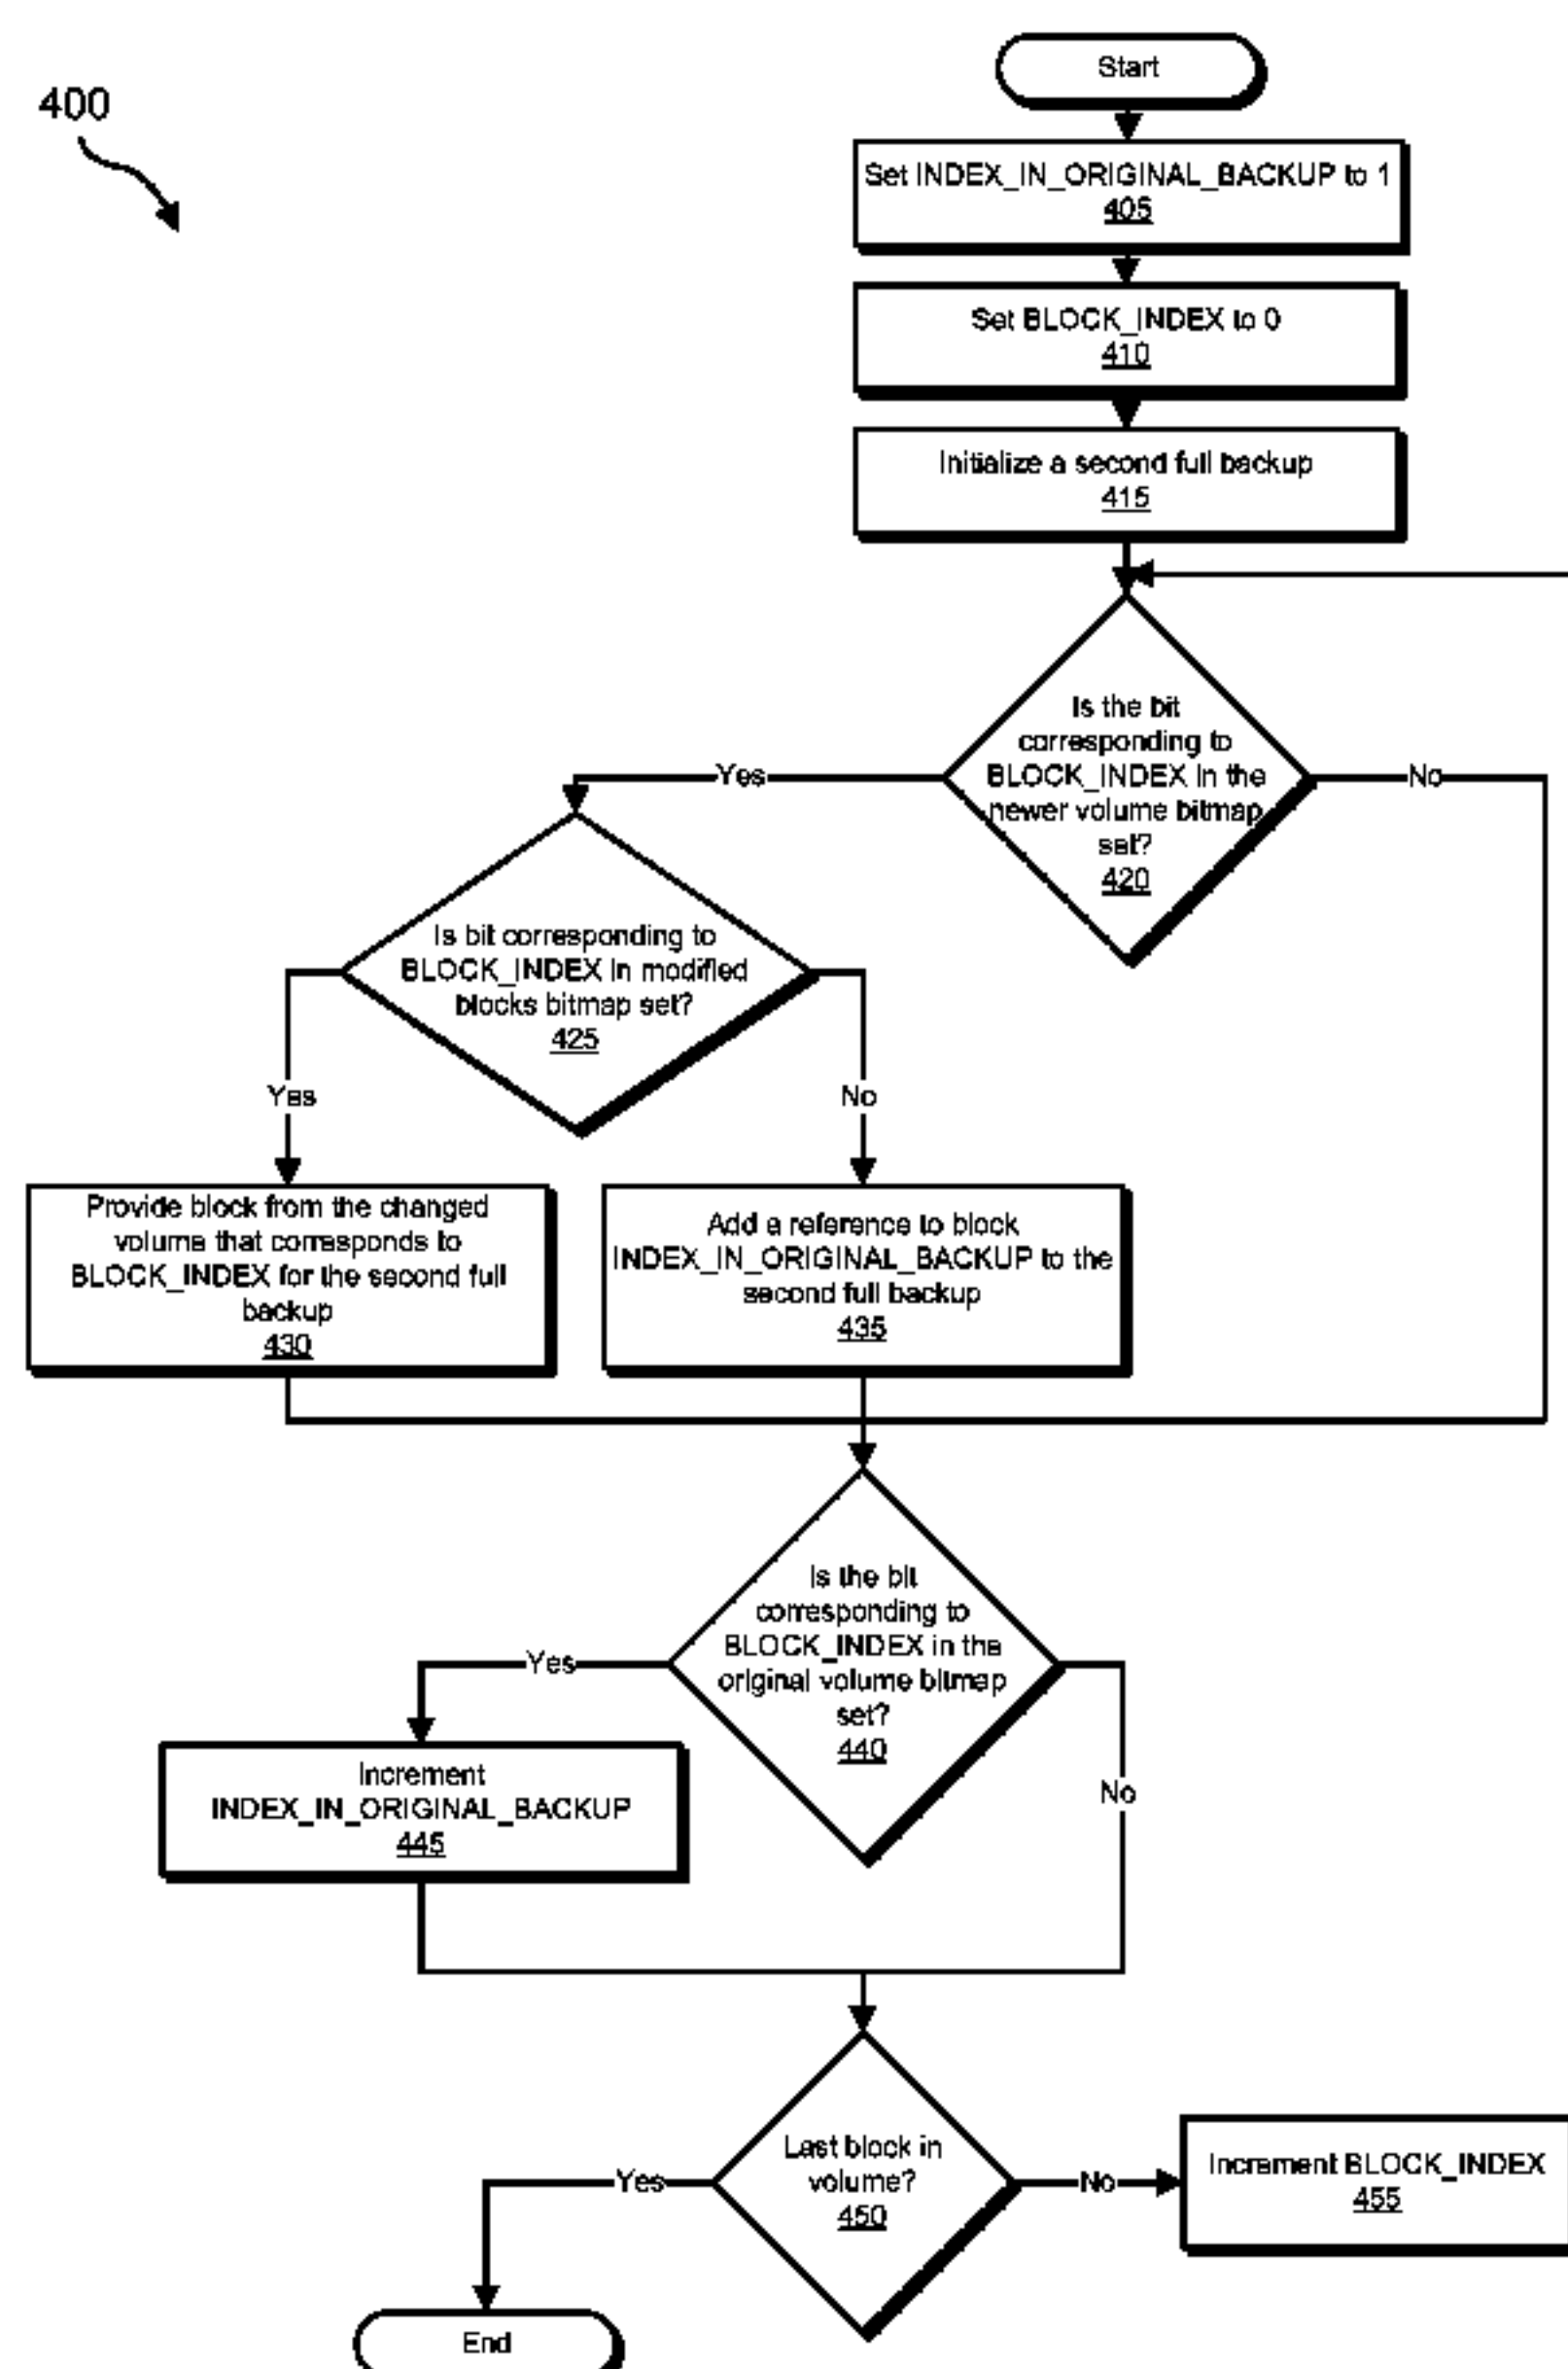 400
Start
Set INDEX_IN_ORIGINAL_BACKUP to 1
405
Set BLOCK_INDEX to 0
410
Initialize a second full backup
415
Is the bit
corresponding to
BLOCK_INDEX in the
newer volume bitmap
set?
420
Yes
No
Is bit corresponding to
BLOCK_INDEX in modified
blocks bitmap set?
425
Yes
No
Provide block from the changed
volume that corresponds to
BLOCK_INDEX for the second full
backup
430
Add a reference to block
INDEX_IN_ORIGINAL_BACKUP to the
second full backup
435
Is the bit
corresponding to
BLOCK_INDEX in the
original volume bitmap
set?
440
Yes
No
Increment
INDEX_IN_ORIGINAL_BACKUP
445
Last block in
volume?
450
Yes
No
Increment BLOCK_INDEX
455
End